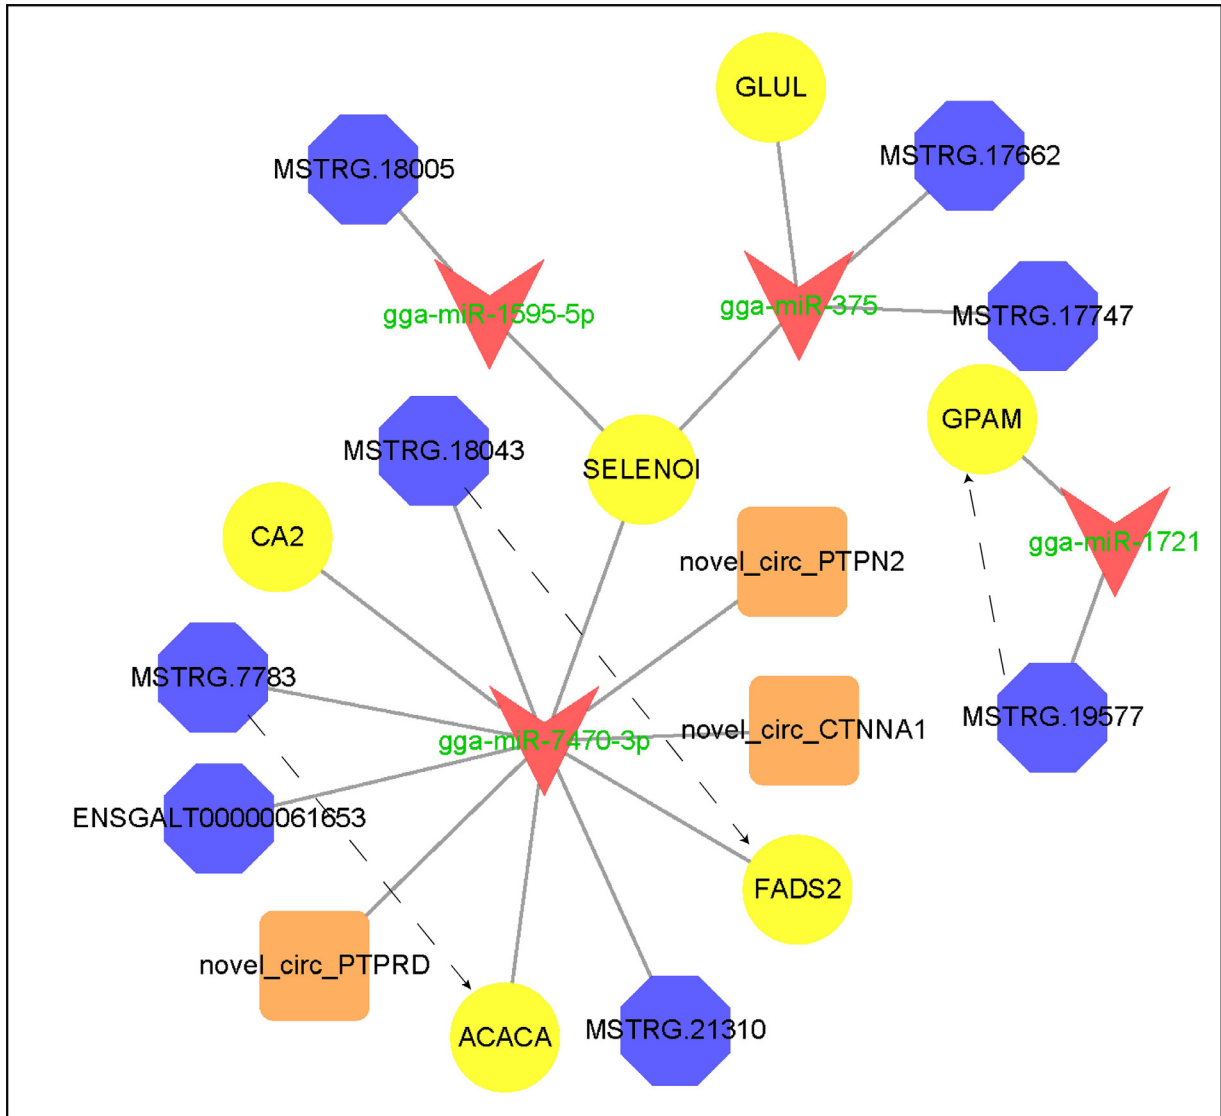 GLUL
MSTRG.18005
MSTRG.17662
gga-miR-1595-5p
gga-miR-375
MSTRG.17747
GPAM
MSTRG.18043
SELENOI
CA2
novel_circ_PTPN2
gga-miR-1721
MSTRG.7783
MSTRG.19577
novel_circ_CTNNA1
gga-miR-7470-3p
ENSGALT00000061653
FADS2
novel_circ_PTPRD
MSTRG.21310
ACACA